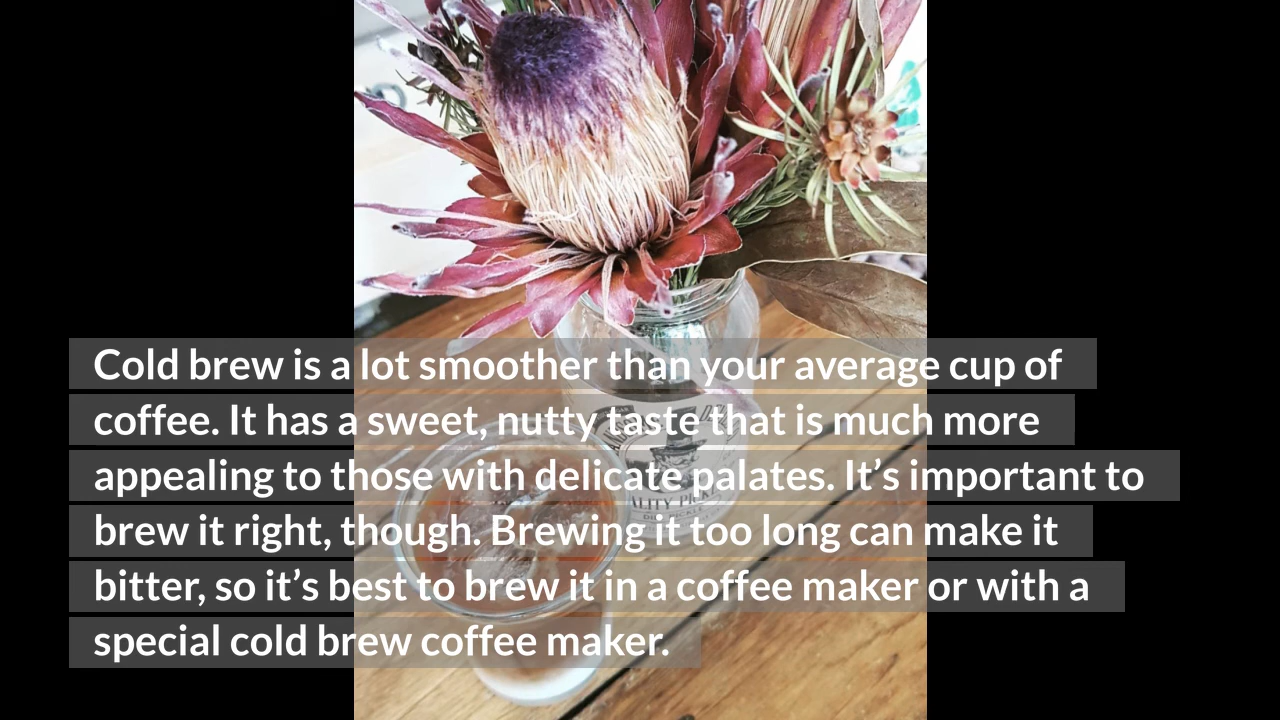 Cold brew is a lot smoother than your average cup of
coffee. It has a sweet, nutty taste that is much more
appealing to those with delicate palates. It’s important to
brew it right, though. Brewing it too long can make it
bitter, so it’s best to brew it in a coffee maker or with a
special cold brew coffee maker.